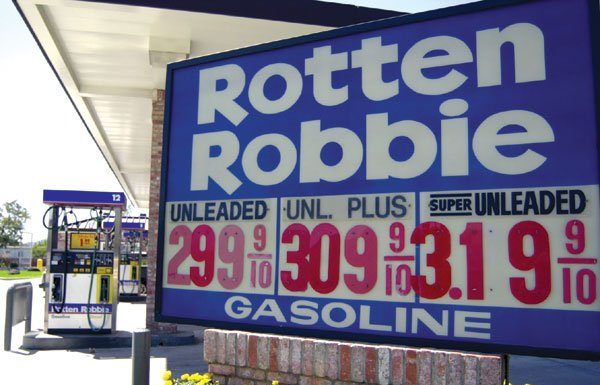 Rotten
Robbie
UNLEADED UNL. PLUS SUPER UNLEADED
299 9/10 309 9/10 3.19 9/10
GASOLINE
12
Rotten Robbie